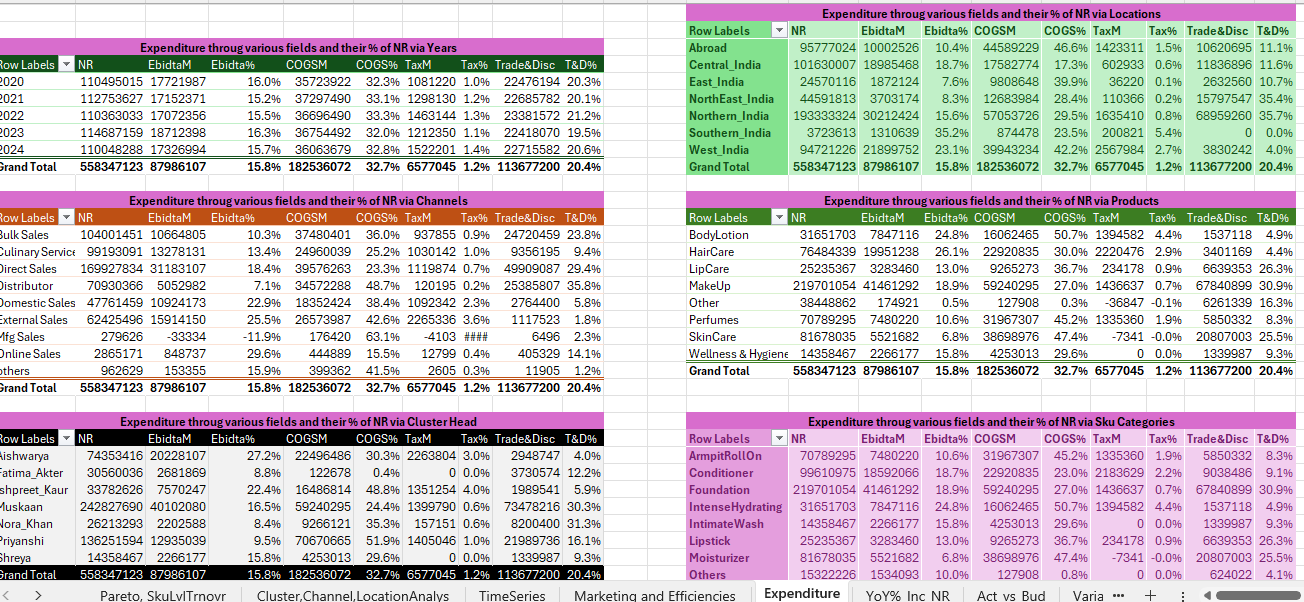 Expenditure throug various fields and their % of NR via Years
Row Labels NR EbidtaM Ebidta% COGSM COGS% TaxM Tax% Trade&Disc T&D%
2020 110495015 17721987 16.0% 35723922 32.3% 1081220 1.0% 22476194 20.3%
2021 112753627 17152371 15.2% 37297490 33.1% 1298130 1.2% 22685782 20.1%
2022 110363033 17072356 15.5% 36696490 33.3% 1463144 1.3% 23381572 21.2%
2023 114687159 18712398 16.3% 36754492 32.0% 1212350 1.1% 22418070 19.5%
2024 110048288 17326994 15.7% 36063679 32.8% 1522201 1.4% 22715582 20.6%
Grand Total 558347123 87986107 15.8% 182536072 32.7% 6577045 1.2% 113677200 20.4%
Expenditure throug various fields and their % of NR via Locations
Row Labels NR EbidtaM Ebidta% COGSM COGS% TaxM Tax% Trade&Disc T&D%
Abroad 95777024 10002526 10.4% 44589229 46.6% 1423311 1.5% 10620695 11.1%
Central_India 101630007 18985468 18.7% 17582774 17.3% 602933 0.6% 11836896 11.6%
East_India 24570116 1872124 7.6% 9808649 39.9% 36220 0.1% 2632560 10.7%
NorthEast_India 44591813 3703174 8.3% 12683984 28.4% 110366 0.2% 15797547 35.4%
Northern_India 193333324 30212424 15.6% 57053726 29.5% 1635410 0.8% 68959260 35.7%
Southern_India 3723613 1310639 35.2% 874478 23.5% 200821 5.4% 0 0.0%
West_India 94721226 21899752 23.1% 39943234 42.2% 2567984 2.7% 3830242 4.0%
Grand Total 558347123 87986107 15.8% 182536072 32.7% 6577045 1.2% 113677200 20.4%
Expenditure throug various fields and their % of NR via Channels
Row Labels NR EbidtaM Ebidta% COGSM COGS% TaxM Tax% Trade&Disc T&D%
Bulk Sales 104001451 10664805 10.3% 37480401 36.0% 937855 0.9% 24720459 23.8%
Culinary Service 99193091 13278131 13.4% 24960039 25.2% 1030142 1.0% 9356195 9.4%
Direct Sales 169927834 31183107 18.4% 39576263 23.3% 1119874 0.7% 49909087 29.4%
Distributor 70930366 5052982 7.1% 34572288 48.7% 120195 0.2% 25385807 35.8%
Domestic Sales 47761459 10924173 22.9% 18352424 38.4% 1092342 2.3% 2764400 5.8%
External Sales 62425496 15914150 25.5% 26573987 42.6% 2265336 3.6% 1117523 1.8%
Mfg Sales 279626 -33334 -11.9% 176420 63.1% -4103 #### 6496 2.3%
Online Sales 2865171 848737 29.6% 444889 15.5% 12799 0.4% 405329 14.1%
others 962629 153355 15.9% 399362 41.5% 2605 0.3% 11905 1.2%
Grand Total 558347123 87986107 15.8% 182536072 32.7% 6577045 1.2% 113677200 20.4%
Expenditure throug various fields and their % of NR via Products
Row Labels NR EbidtaM Ebidta% COGSM COGS% TaxM Tax% Trade&Disc T&D%
BodyLotion 31651703 7847116 24.8% 16062465 50.7% 1394582 4.4% 1537118 4.9%
HairCare 76484339 19951238 26.1% 22920835 30.0% 2220476 2.9% 3401169 4.4%
LipCare 25235367 3283460 13.0% 9265273 36.7% 234178 0.9% 6639353 26.3%
MakeUp 219701054 41461292 18.9% 59240295 27.0% 1436637 0.7% 67840899 30.9%
Other 38448862 174921 0.5% 127908 0.3% -36847 -0.1% 6261339 16.3%
Perfumes 70789295 7480220 10.6% 31967307 45.2% 1335360 1.9% 5850332 8.3%
SkinCare 81678035 5521682 6.8% 38698976 47.4% -7341 -0.0% 20807003 25.5%
Wellness & Hygiene 14358467 2266177 15.8% 4253013 29.6% 0 0.0% 1339987 9.3%
Grand Total 558347123 87986107 15.8% 182536072 32.7% 6577045 1.2% 113677200 20.4%
Expenditure throug various fields and their % of NR via Cluster Head
Row Labels NR EbidtaM Ebidta% COGSM COGS% TaxM Tax% Trade&Disc T&D%
Aishwarya 74353416 20228107 27.2% 22496486 30.3% 2263804 3.0% 2948747 4.0%
Fatima_Akter 30560036 2681869 8.8% 122678 0.4% 0 0.0% 3730574 12.2%
Ishpreet_Kaur 33782626 7570247 22.4% 16486814 48.8% 1351254 4.0% 1989541 5.9%
Muskaan 242827690 40102080 16.5% 59240295 24.4% 1399790 0.6% 73478216 30.3%
Nora_Khan 26213293 2202588 8.4% 9266121 35.3% 157151 0.6% 8200400 31.3%
Priyanshi 136251594 12935039 9.5% 70670665 51.9% 1405046 1.0% 21989736 16.1%
Shreya 14358467 2266177 15.8% 4253013 29.6% 0 0.0% 1339987 9.3%
Grand Total 558347123 87986107 15.8% 182536072 32.7% 6577045 1.2% 113677200 20.4%
Expenditure throug various fields and their % of NR via Sku Categories
Row Labels NR EbidtaM Ebidta% COGSM COGS% TaxM Tax% Trade&Disc T&D%
ArmpitRollOn 70789295 7480220 10.6% 31967307 45.2% 1335360 1.9% 5850332 8.3%
Conditioner 99610975 18592066 18.7% 22920835 23.0% 2183629 2.2% 9038486 9.1%
Foundation 219701054 41461292 18.9% 59240295 27.0% 1436637 0.7% 67840899 30.9%
IntenseHydrating 31651703 7847116 24.8% 16062465 50.7% 1394582 4.4% 1537118 4.9%
IntimateWash 14358467 2266177 15.8% 4253013 29.6% 0 0.0% 1339987 9.3%
Lipstick 25235367 3283460 13.0% 9265273 36.7% 234178 0.9% 6639353 26.3%
Moisturizer 81678035 5521682 6.8% 38698976 47.4% -7341 -0.0% 20807003 25.5%
Others 15322226 1534093 10.0% 127908 0.8% 0 0.0% 624022 4.1%
Pareto, SkuLvlTrnovr Cluster,Channel,LocationAnalys TimeSeries Marketing and Efficiencies Expenditure YoY% Inc NR Act vs Bud Varia